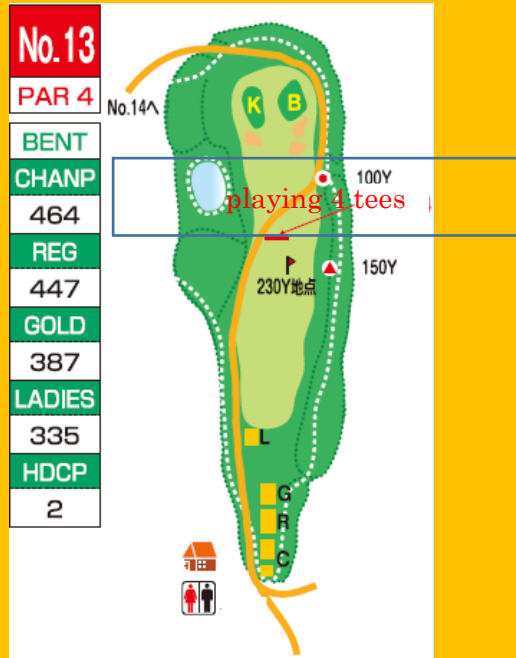 No.13
PAR 4
BENT
CHANP
464
REG
447
GOLD
387
LADIES
335
HDCP
2
No.14へ
K
B
100Y
playing 4 tees
150Y
230Y地点
L
G
R
C